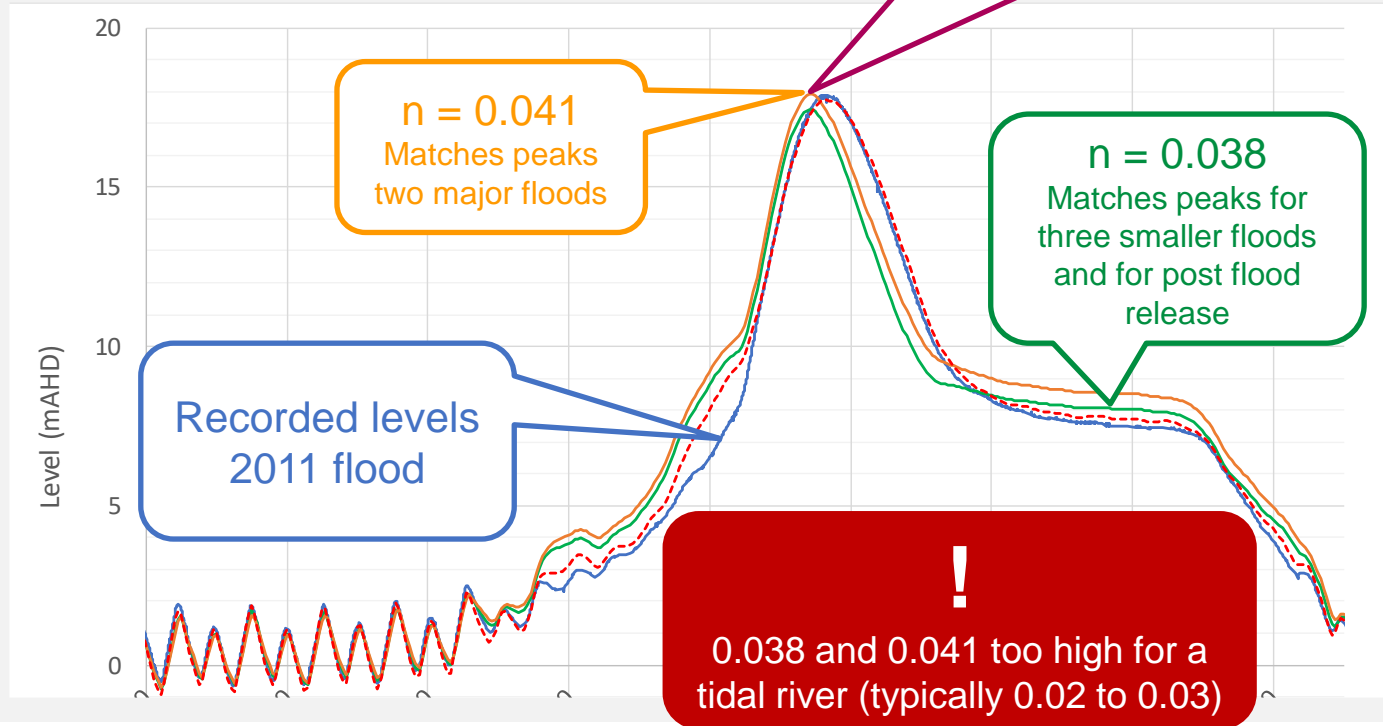 20
n = 0.041
Matches peaks
two major floods
n = 0.038
Matches peaks for
three smaller floods
and for post flood
release
15
10
Level (mAHD)
Recorded levels
2011 flood
5
!
0.038 and 0.041 too high for a
tidal river (typically 0.02 to 0.03)
0